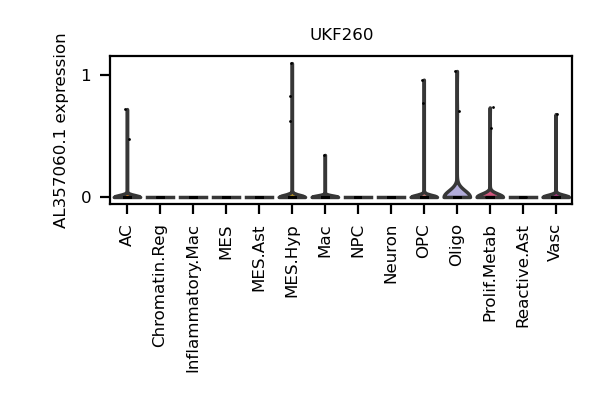 UKF260
AL357060.1 expression
1
0
AC
Chromatin.Reg
Inflammatory.Mac
MES
MES.Ast
MES.Hyp
Mac
NPC
Neuron
OPC
Oligo
Prolif.Metab
Reactive.Ast
Vasc